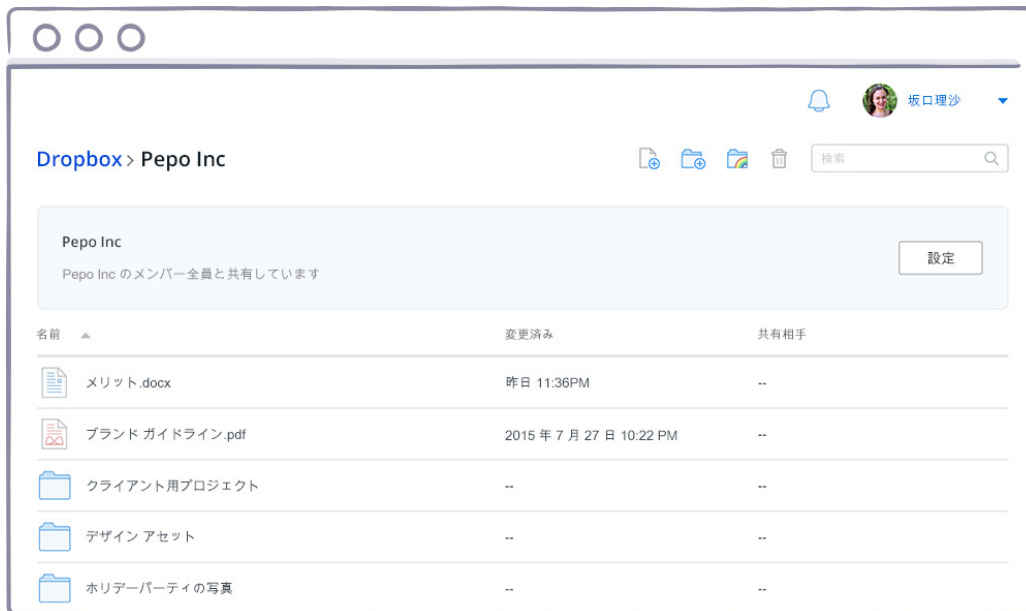 坂口理沙
Dropbox > Pepo Inc
検索
Pepo Inc
Pepo Inc のメンバー全員と共有しています
設定
名前 変更済み 共有相手
メリット.docx 昨日 11:36PM --
ブランド ガイドライン.pdf 2015 年 7 月 27 日 10:22 PM --
クライアント用プロジェクト -- --
デザイン アセット -- --
ホリデーパーティの写真 -- --